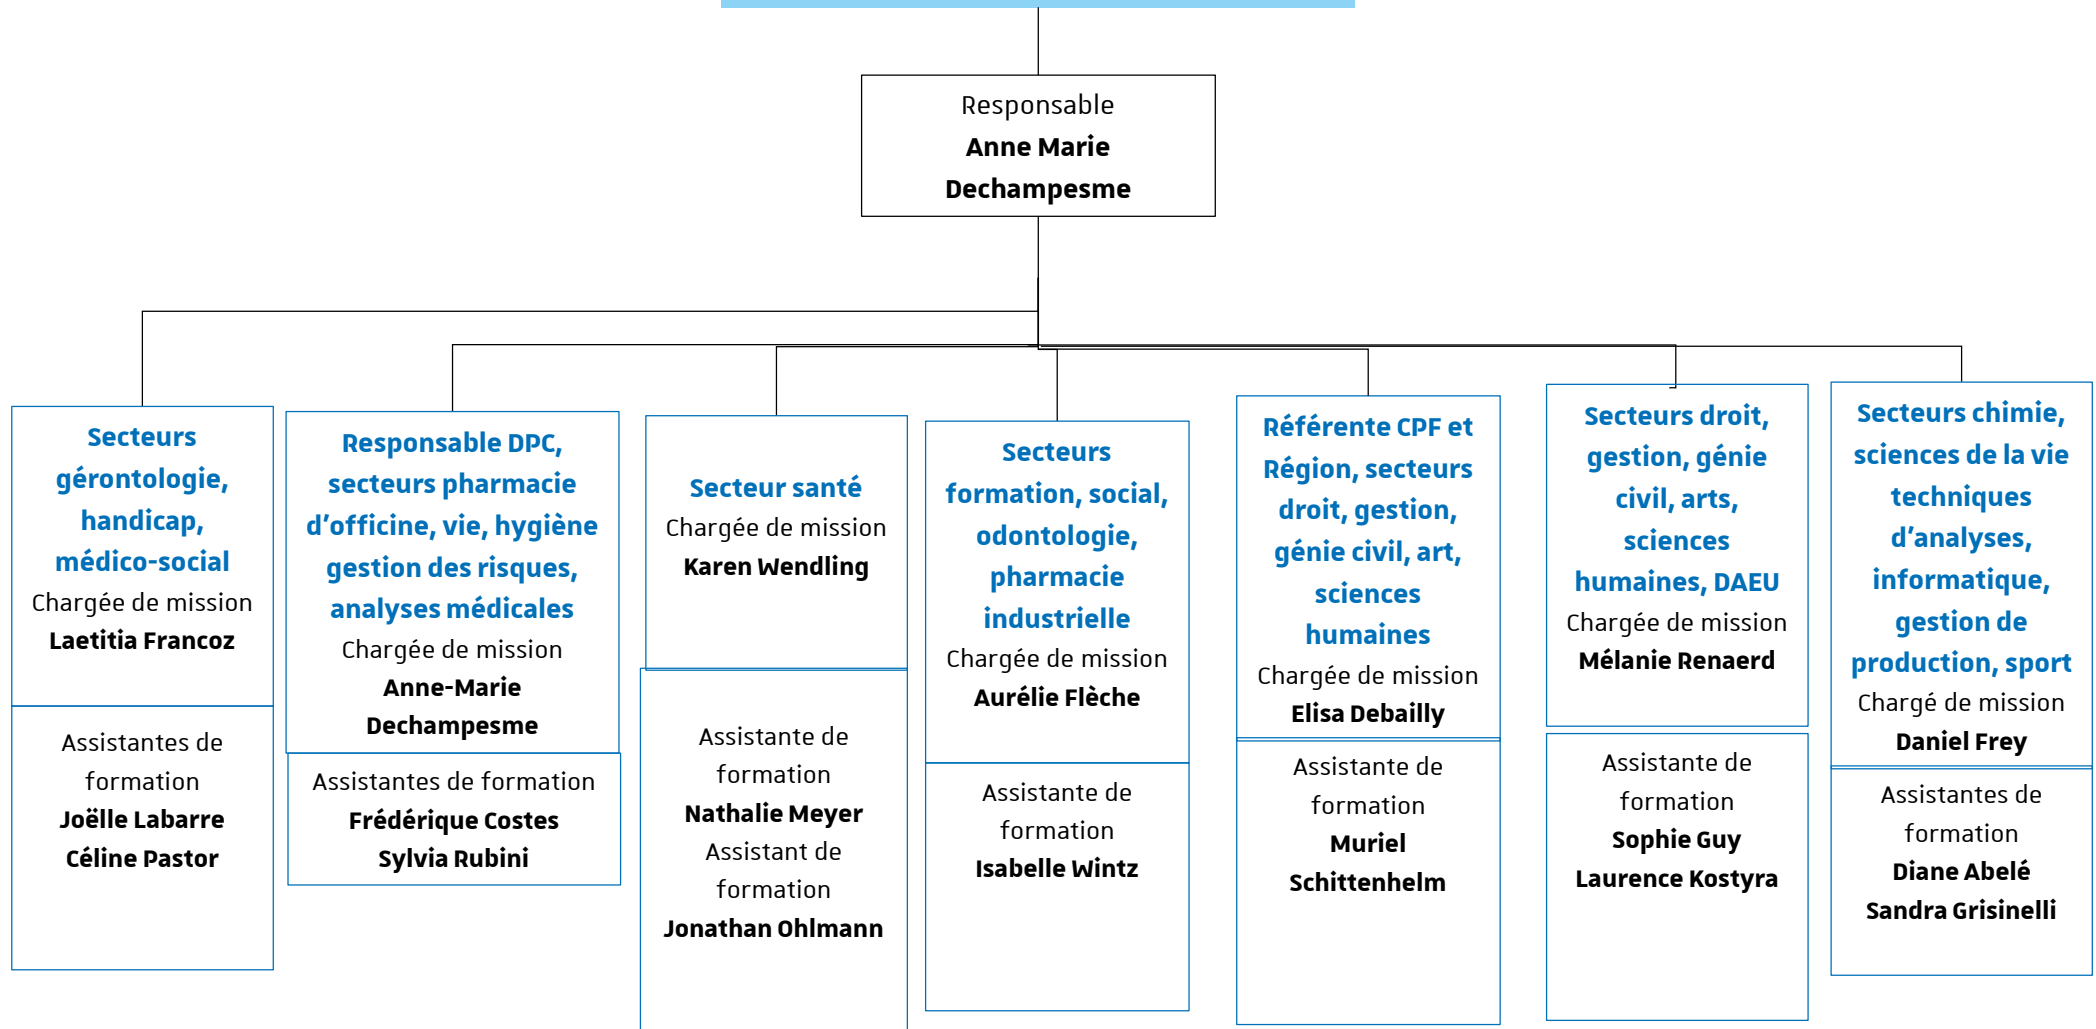 Responsable
Anne Marie
Dechampesme
Secteurs
gérontologie,
handicap,
médico-social
Chargée de mission
Laetitia Francoz
Assistantes de
formation
Joëlle Labarre
Céline Pastor
Responsable DPC,
secteurs pharmacie
d’officine, vie, hygiène
gestion des risques,
analyses médicales
Chargée de mission
Anne-Marie
Dechampesme
Assistantes de formation
Frédérique Costes
Sylvia Rubini
Secteur santé
Chargée de mission
Karen Wendling
Assistante de
formation
Nathalie Meyer
Assistant de
formation
Jonathan Ohlmann
Secteurs
formation, social,
odontologie,
pharmacie
industrielle
Chargée de mission
Aurélie Flèche
Assistante de
formation
Isabelle Wintz
Référente CPF et
Région, secteurs
droit, gestion,
génie civil, art,
sciences
humaines
Chargée de mission
Elisa Debailly
Assistante de
formation
Muriel
Schittenhelm
Secteurs droit,
gestion, génie
civil, arts,
sciences
humaines, DAEU
Chargée de mission
Mélanie Renaerd
Assistante de
formation
Sophie Guy
Laurence Kostyra
Secteurs chimie,
sciences de la vie
techniques
d’analyses,
informatique,
gestion de
production, sport
Chargé de mission
Daniel Frey
Assistantes de
formation
Diane Abelé
Sandra Grisinelli